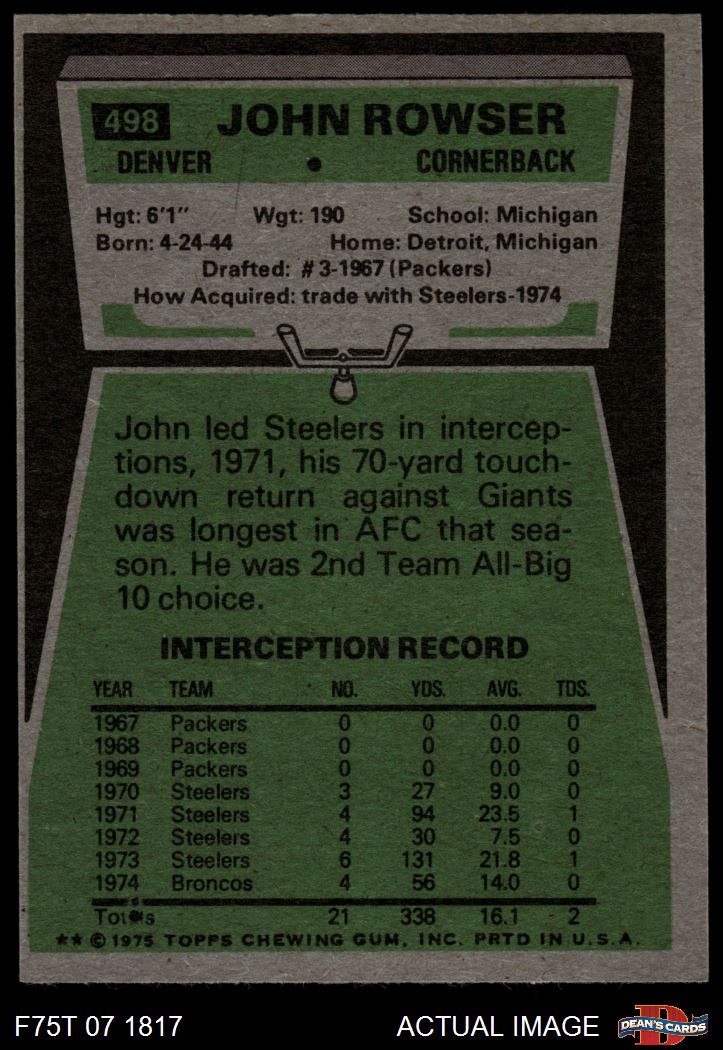 498 JOHN ROWSER
DENVER • CORNERBACK
Hgt: 6'1" Wgt: 190 School: Michigan
Born: 4-24-44 Home: Detroit, Michigan
Drafted: #3-1967 (Packers)
How Acquired: trade with Steelers-1974
John led Steelers in intercep-
tions, 1971, his 70-yard touch-
down return against Giants
was longest in AFC that sea-
son. He was 2nd Team All-Big
10 choice.
INTERCEPTION RECORD
YEAR TEAM NO. YDS. AVG. TDS.
1967 Packers 0 0 0.0 0
1968 Packers 0 0 0.0 0
1969 Packers 0 0 0.0 0
1970 Steelers 3 27 9.0 0
1971 Steelers 4 94 23.5 1
1972 Steelers 4 30 7.5 0
1973 Steelers 6 131 21.8 1
1974 Broncos 4 56 14.0 0
Totals 21 338 16.1 2
** © 1975 TOPPS CHEWING GUM, INC. PRTD IN U.S.A.
F75T 07 1817 ACTUAL IMAGE D DEAN'S CARDS